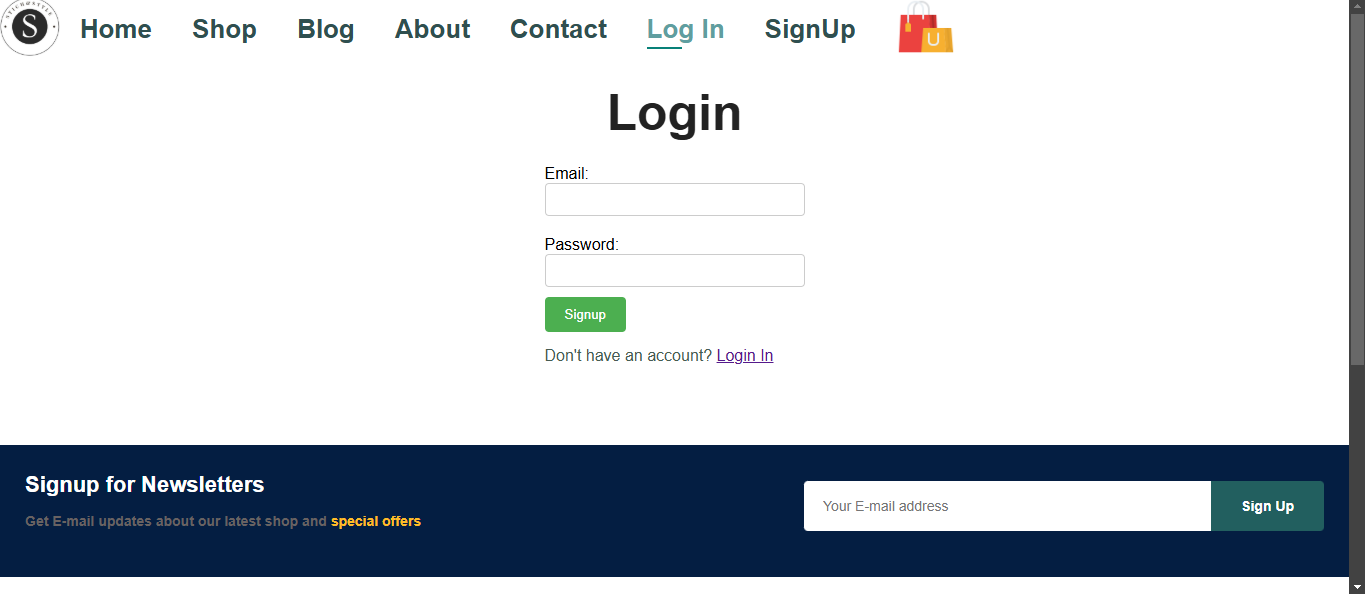 S
Home Shop Blog About Contact Log In SignUp
U
Login
Email:
Password:
Signup
Don't have an account? Login In
Signup for Newsletters
Get E-mail updates about our latest shop and special offers
Your E-mail address
Sign Up